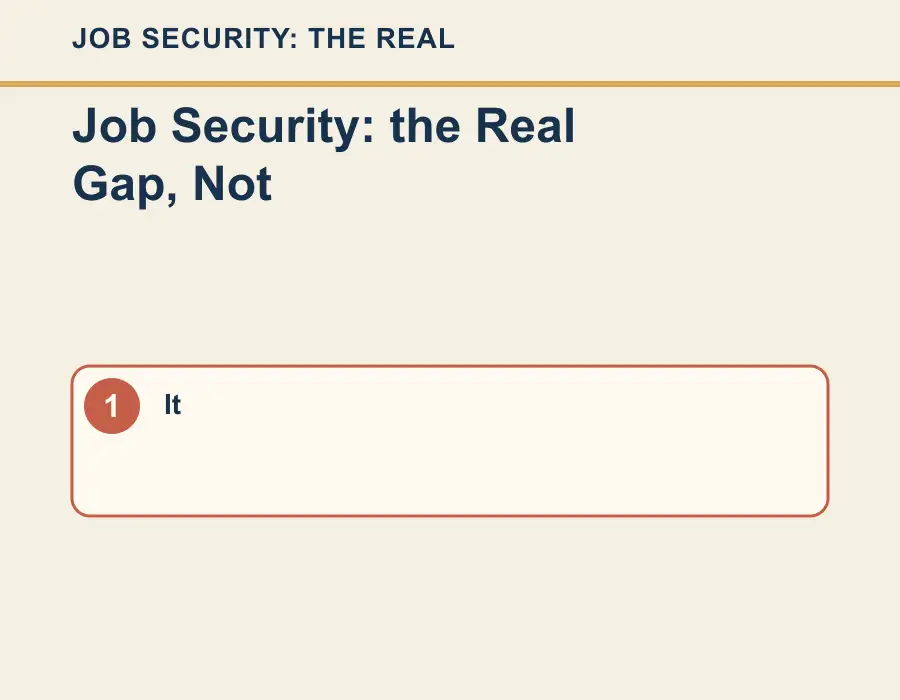 JOB SECURITY: THE REAL
Job Security: the Real
Gap, Not
1
It